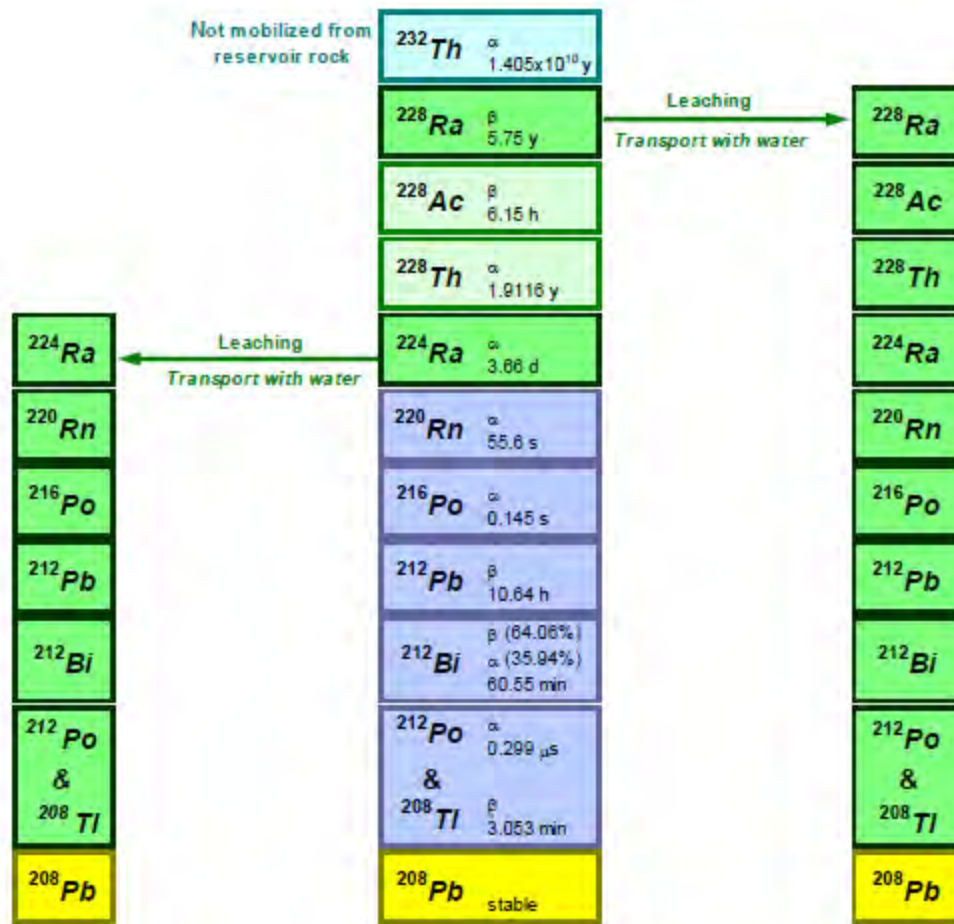 Not mobilized from
reservoir rock
²³²Th α
1.405x10¹⁰ y
²²⁸Ra β
5.75 y
Leaching
Transport with water
²²⁸Ra
²²⁸Ac β
6.15 h
²²⁸Ac
²²⁸Th α
1.9116 y
²²⁸Th
²²⁴Ra
Leaching
Transport with water
²²⁴Ra α
3.66 d
²²⁴Ra
²²⁰Rn
²²⁰Rn α
55.6 s
²²⁰Rn
²¹⁶Po
²¹⁶Po α
0.145 s
²¹⁶Po
²¹²Pb
²¹²Pb β
10.64 h
²¹²Pb
²¹²Bi
²¹²Bi β (64.06%)
α (35.94%)
60.55 min
²¹²Bi
²¹²Po
&
²⁰⁸Tl
²¹²Po α
0.299 µs
&
²⁰⁸Tl β
3.053 min
²¹²Po
&
²⁰⁸Tl
²⁰⁸Pb
²⁰⁸Pb stable
²⁰⁸Pb